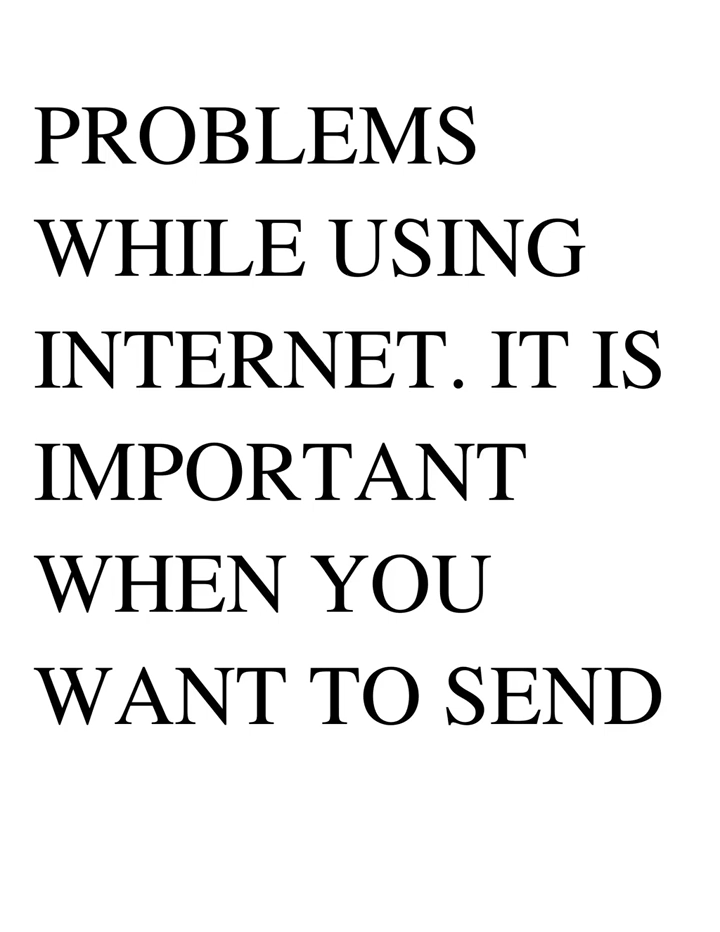 PROBLEMS
WHILE USING
INTERNET. IT IS
IMPORTANT
WHEN YOU
WANT TO SEND